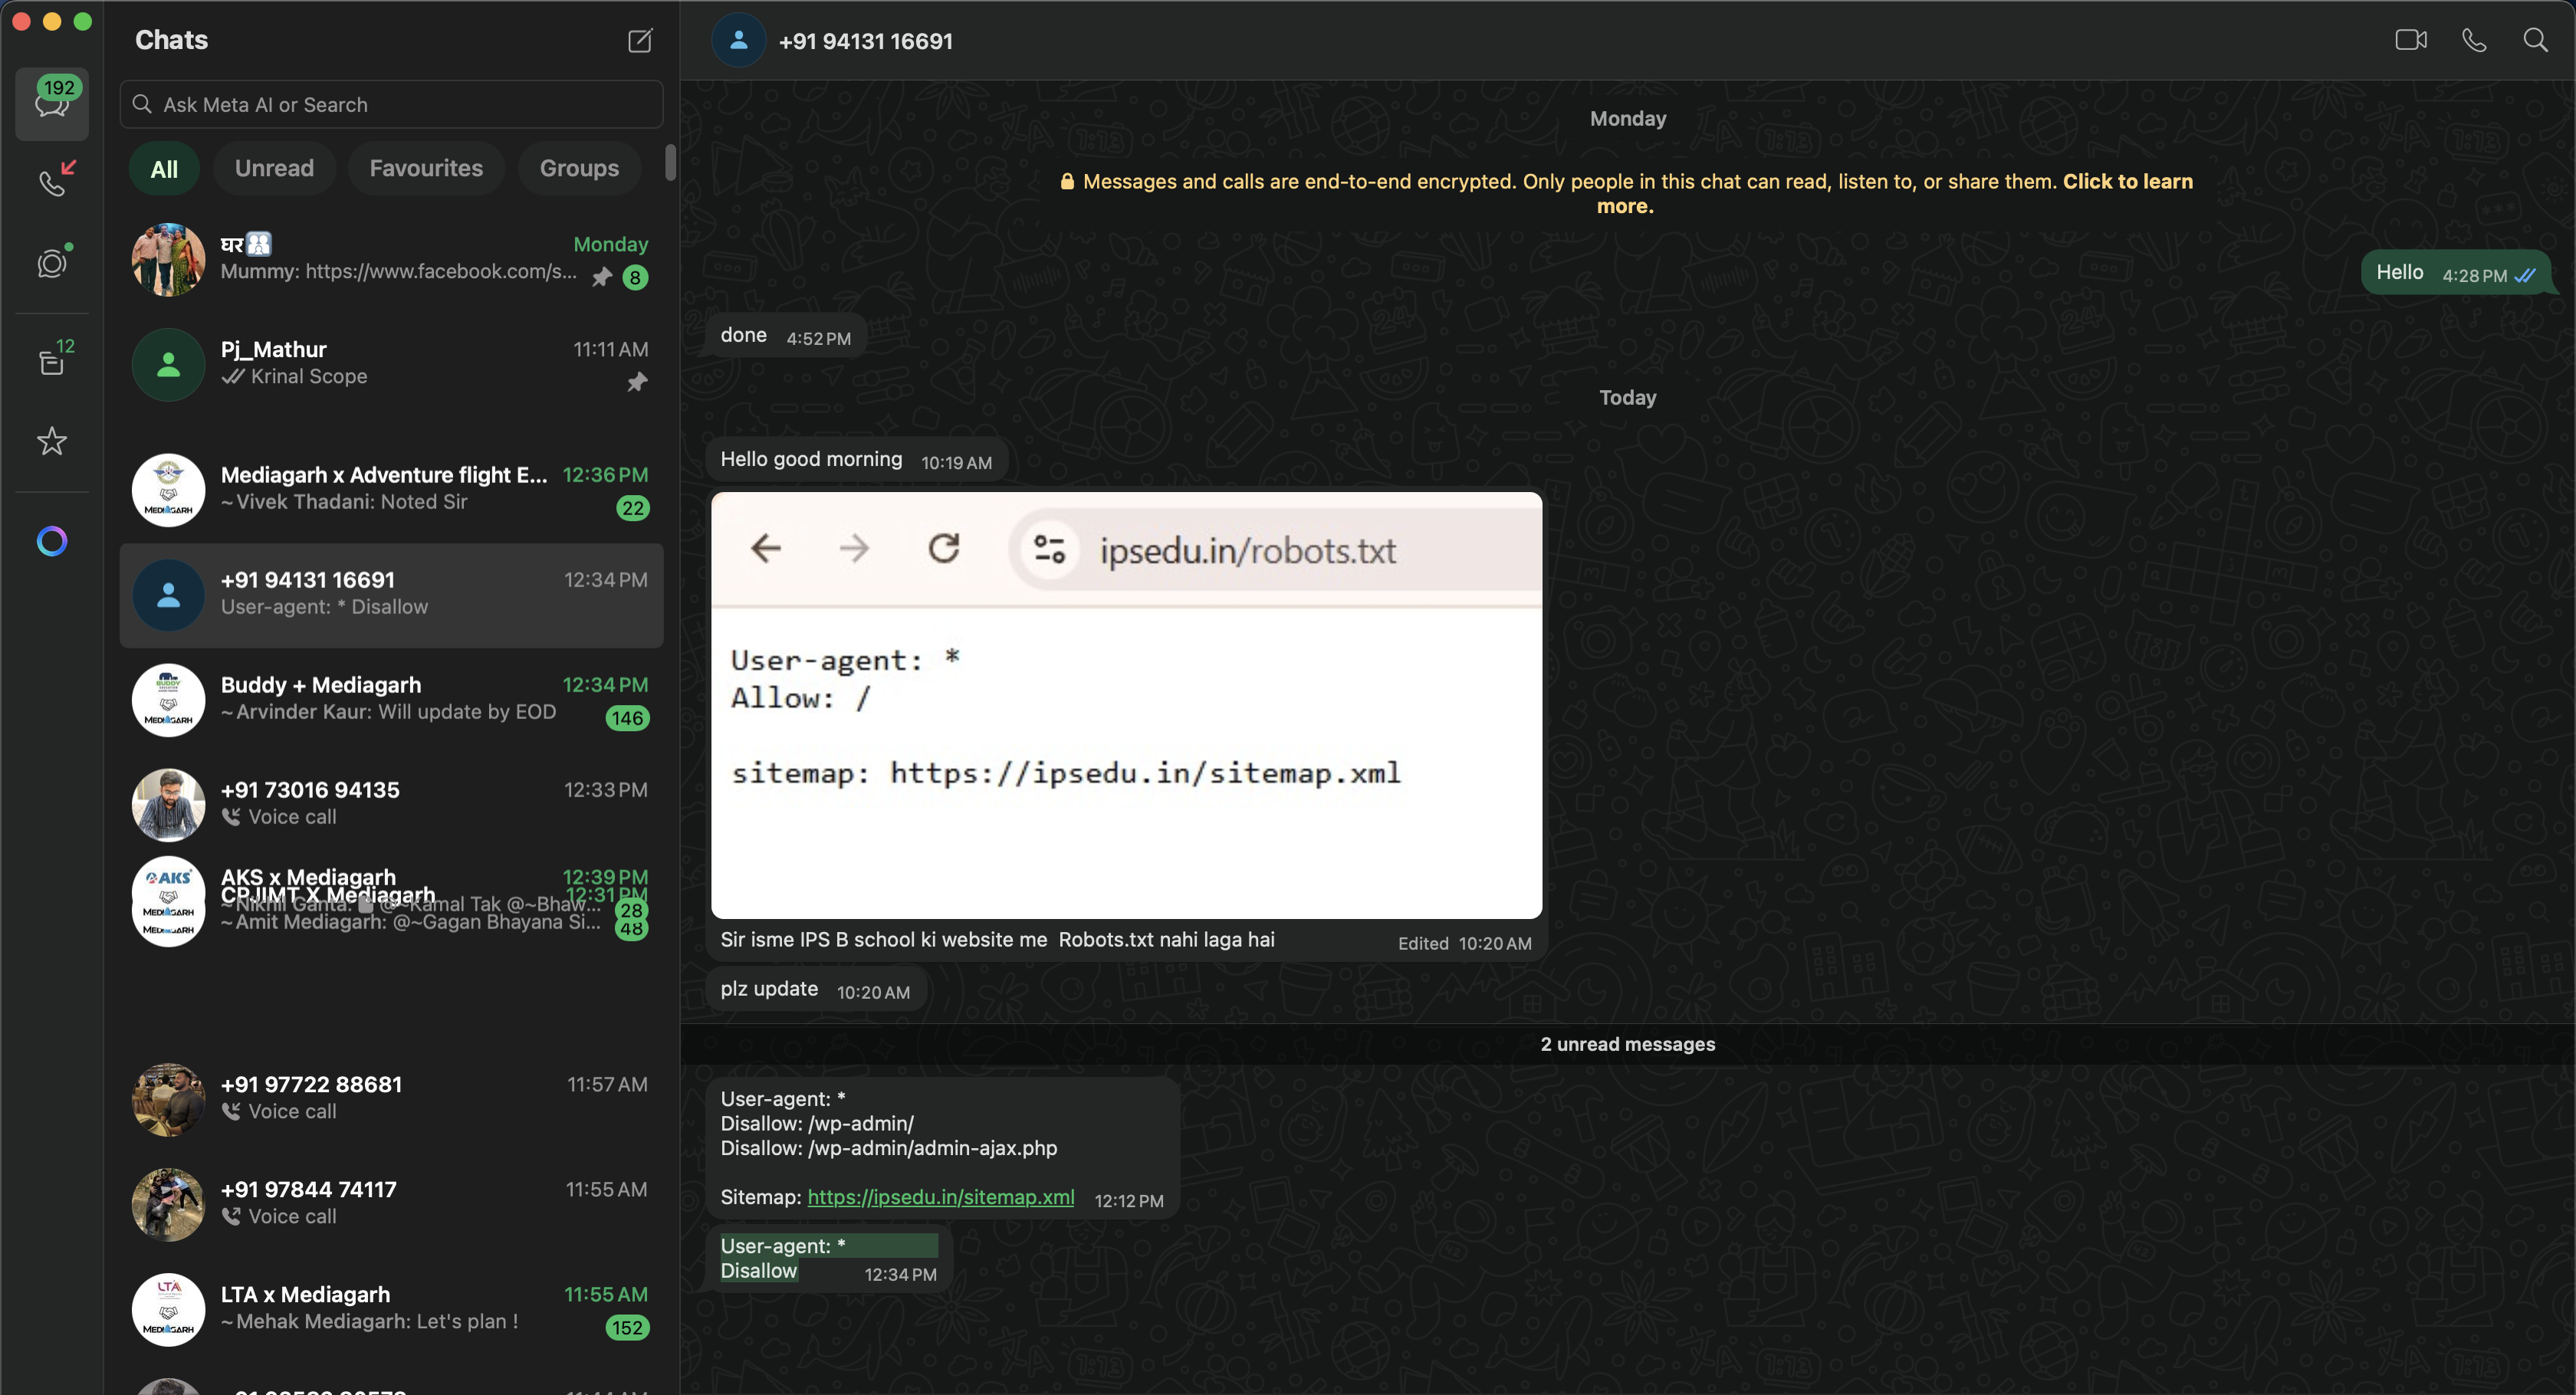 192
12
Chats
Ask Meta AI or Search
All
Unread
Favourites
Groups
घर
Monday
Mummy: https://www.facebook.com/s...
8
Pj_Mathur
11:11 AM
Krinal Scope
Mediagarh x Adventure flight E...
12:36 PM
~Vivek Thadani: Noted Sir
22
MEDIAGARH
+91 94131 16691
12:34 PM
User-agent: * Disallow
BUDDY
Buddy + Mediagarh
12:34 PM
~Arvinder Kaur: Will update by EOD
146
MEDIAGARH
+91 73016 94135
12:33 PM
Voice call
AKS
AKS x Mediagarh
12:39 PM
CPJIMT X Mediagarh
12:31 PM
~Nikhil Ganta: @~Kamal Tak @~Bhaw...
28
~Amit Mediagarh: @~Gagan Bhayana Si...
48
MEDIAGARH
+91 97722 88681
11:57 AM
Voice call
+91 97844 74117
11:55 AM
Voice call
LTA
LTA x Mediagarh
11:55 AM
~Mehak Mediagarh: Let's plan !
152
MEDIAGARH
+91 94131 16691
Monday
Messages and calls are end-to-end encrypted. Only people in this chat can read, listen to, or share them. Click to learn
more.
Hello 4:28 PM
done 4:52 PM
Today
Hello good morning 10:19 AM
ipsedu.in/robots.txt
User-agent: *
Allow: /
sitemap: https://ipsedu.in/sitemap.xml
Sir isme IPS B school ki website me Robots.txt nahi laga hai
Edited 10:20 AM
plz update 10:20 AM
2 unread messages
User-agent: *
Disallow: /wp-admin/
Disallow: /wp-admin/admin-ajax.php
Sitemap: https://ipsedu.in/sitemap.xml 12:12 PM
User-agent: *
Disallow 12:34 PM